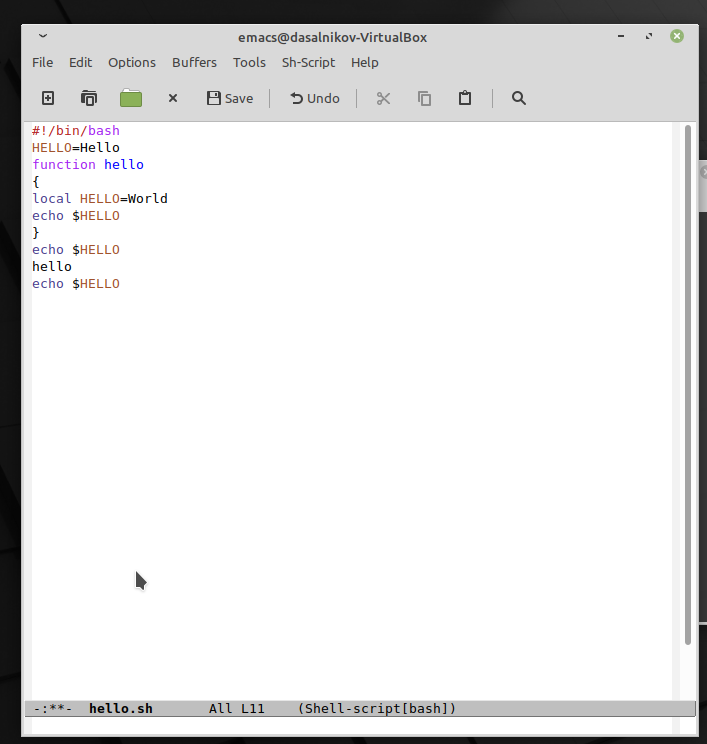 emacs@dasalnikov-VirtualBox
File Edit Options Buffers Tools Sh-Script Help
Save Undo
#!/bin/bash
HELLO=Hello
function hello
{
local HELLO=World
echo $HELLO
}
echo $HELLO
hello
echo $HELLO
-:**- hello.sh All L11 (Shell-script[bash])